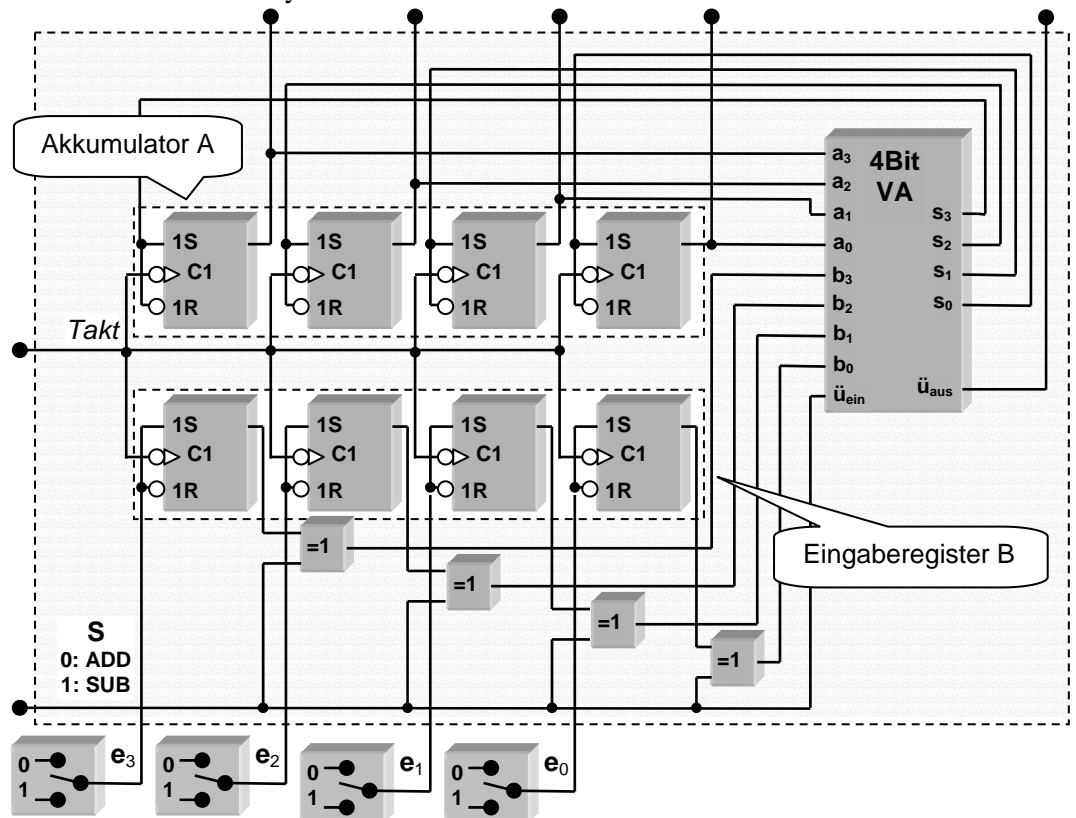 Akkumulator A
4Bit
VA
a₃
a₂
a₁
a₀
b₃
b₂
b₁
b₀
ü_ein
s₃
s₂
s₁
s₀
ü_aus
1S
C1
1R
1S
C1
1R
1S
C1
1R
1S
C1
1R
Takt
1S
C1
1R
1S
C1
1R
1S
C1
1R
1S
C1
1R
=1
=1
=1
=1
Eingaberegister B
S
0: ADD
1: SUB
0
1
e₃
0
1
e₂
0
1
e₁
0
1
e₀